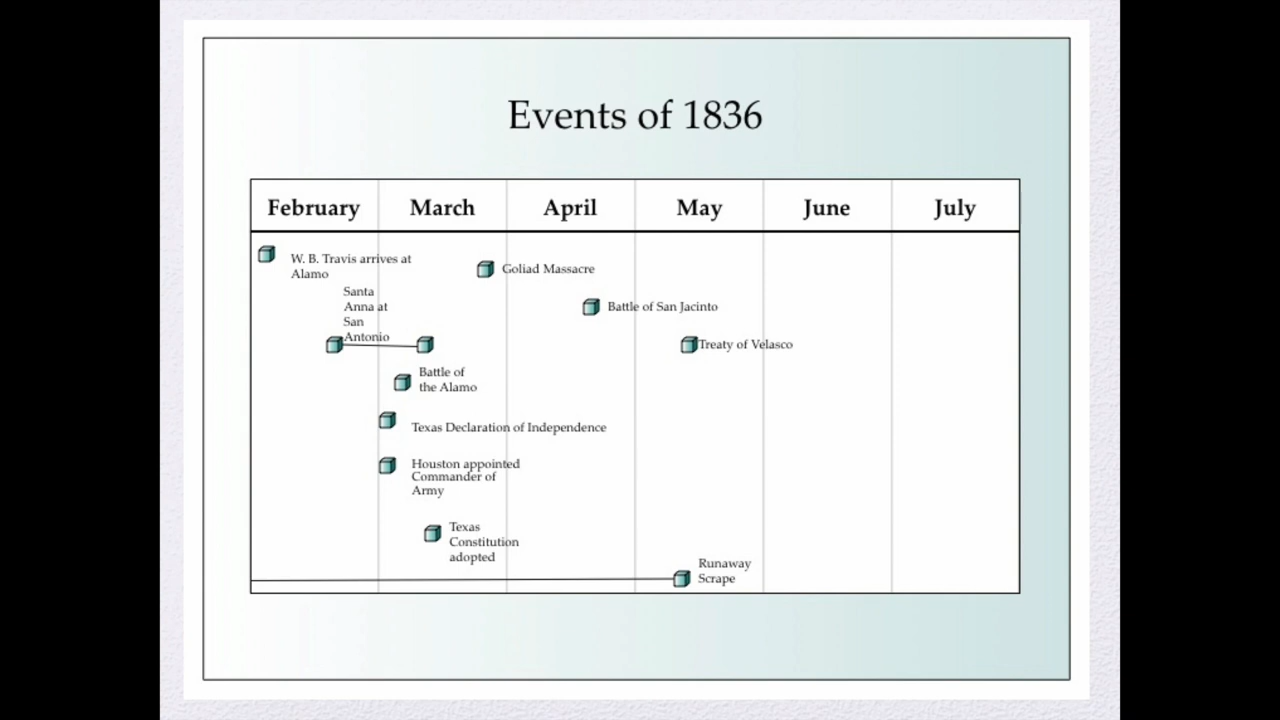 Events of 1836
February
March
April
May
June
July
W. B. Travis arrives at
Alamo
Goliad Massacre
Santa
Anna at
San
Antonio
Battle of San Jacinto
Treaty of Velasco
Battle of
the Alamo
Texas Declaration of Independence
Houston appointed
Commander of
Army
Texas
Constitution
adopted
Runaway
Scrape